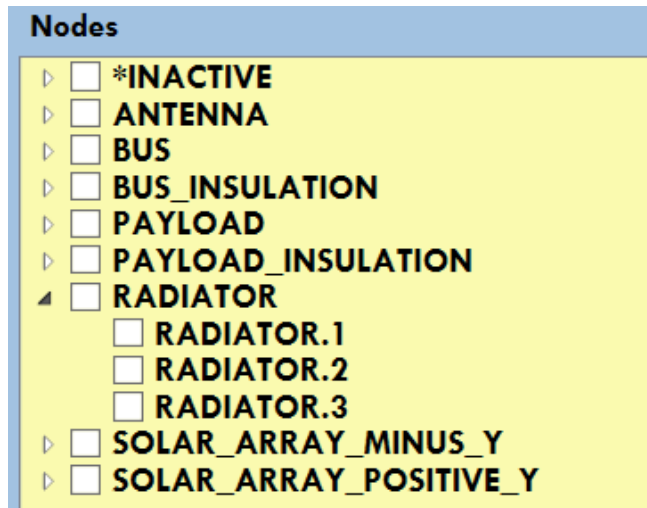 Nodes
*INACTIVE
ANTENNA
BUS
BUS_INSULATION
PAYLOAD
PAYLOAD_INSULATION
RADIATOR
RADIATOR.1
RADIATOR.2
RADIATOR.3
SOLAR_ARRAY_MINUS_Y
SOLAR_ARRAY_POSITIVE_Y